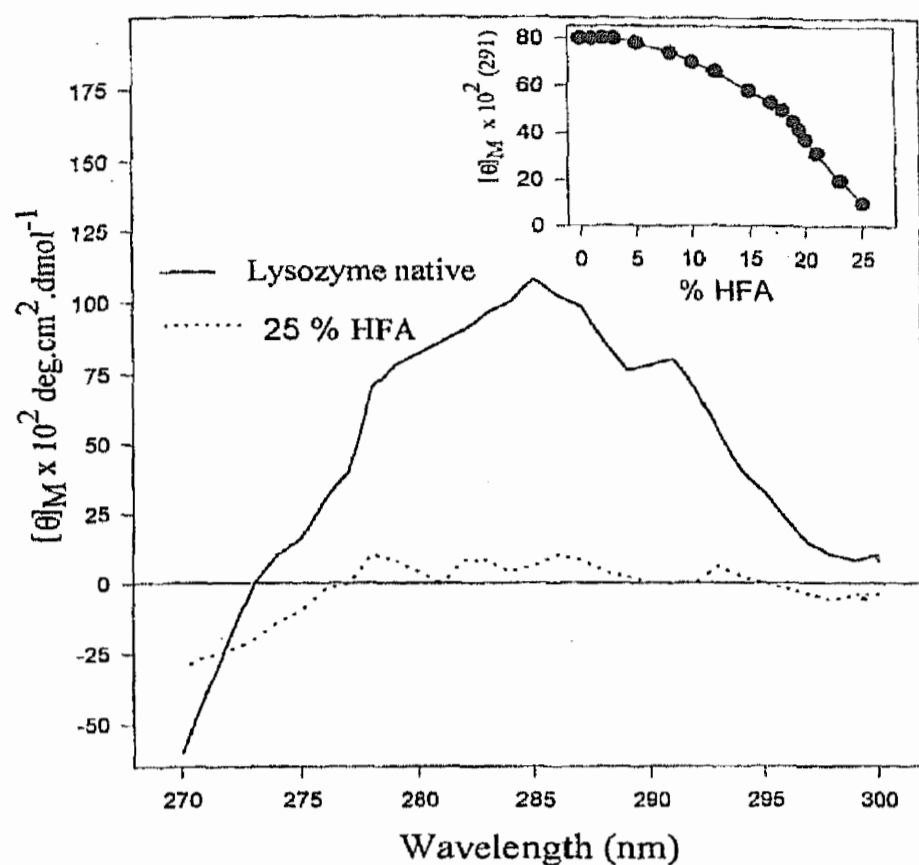 [θ]M x 10² (291)
80
60
40
20
0
0 5 10 15 20 25
% HFA
[θ]M x 10² deg.cm².dmol⁻¹
175
150
125
100
75
50
25
0
-25
-50
Lysozyme native
25 % HFA
270 275 280 285 290 295 300
Wavelength (nm)